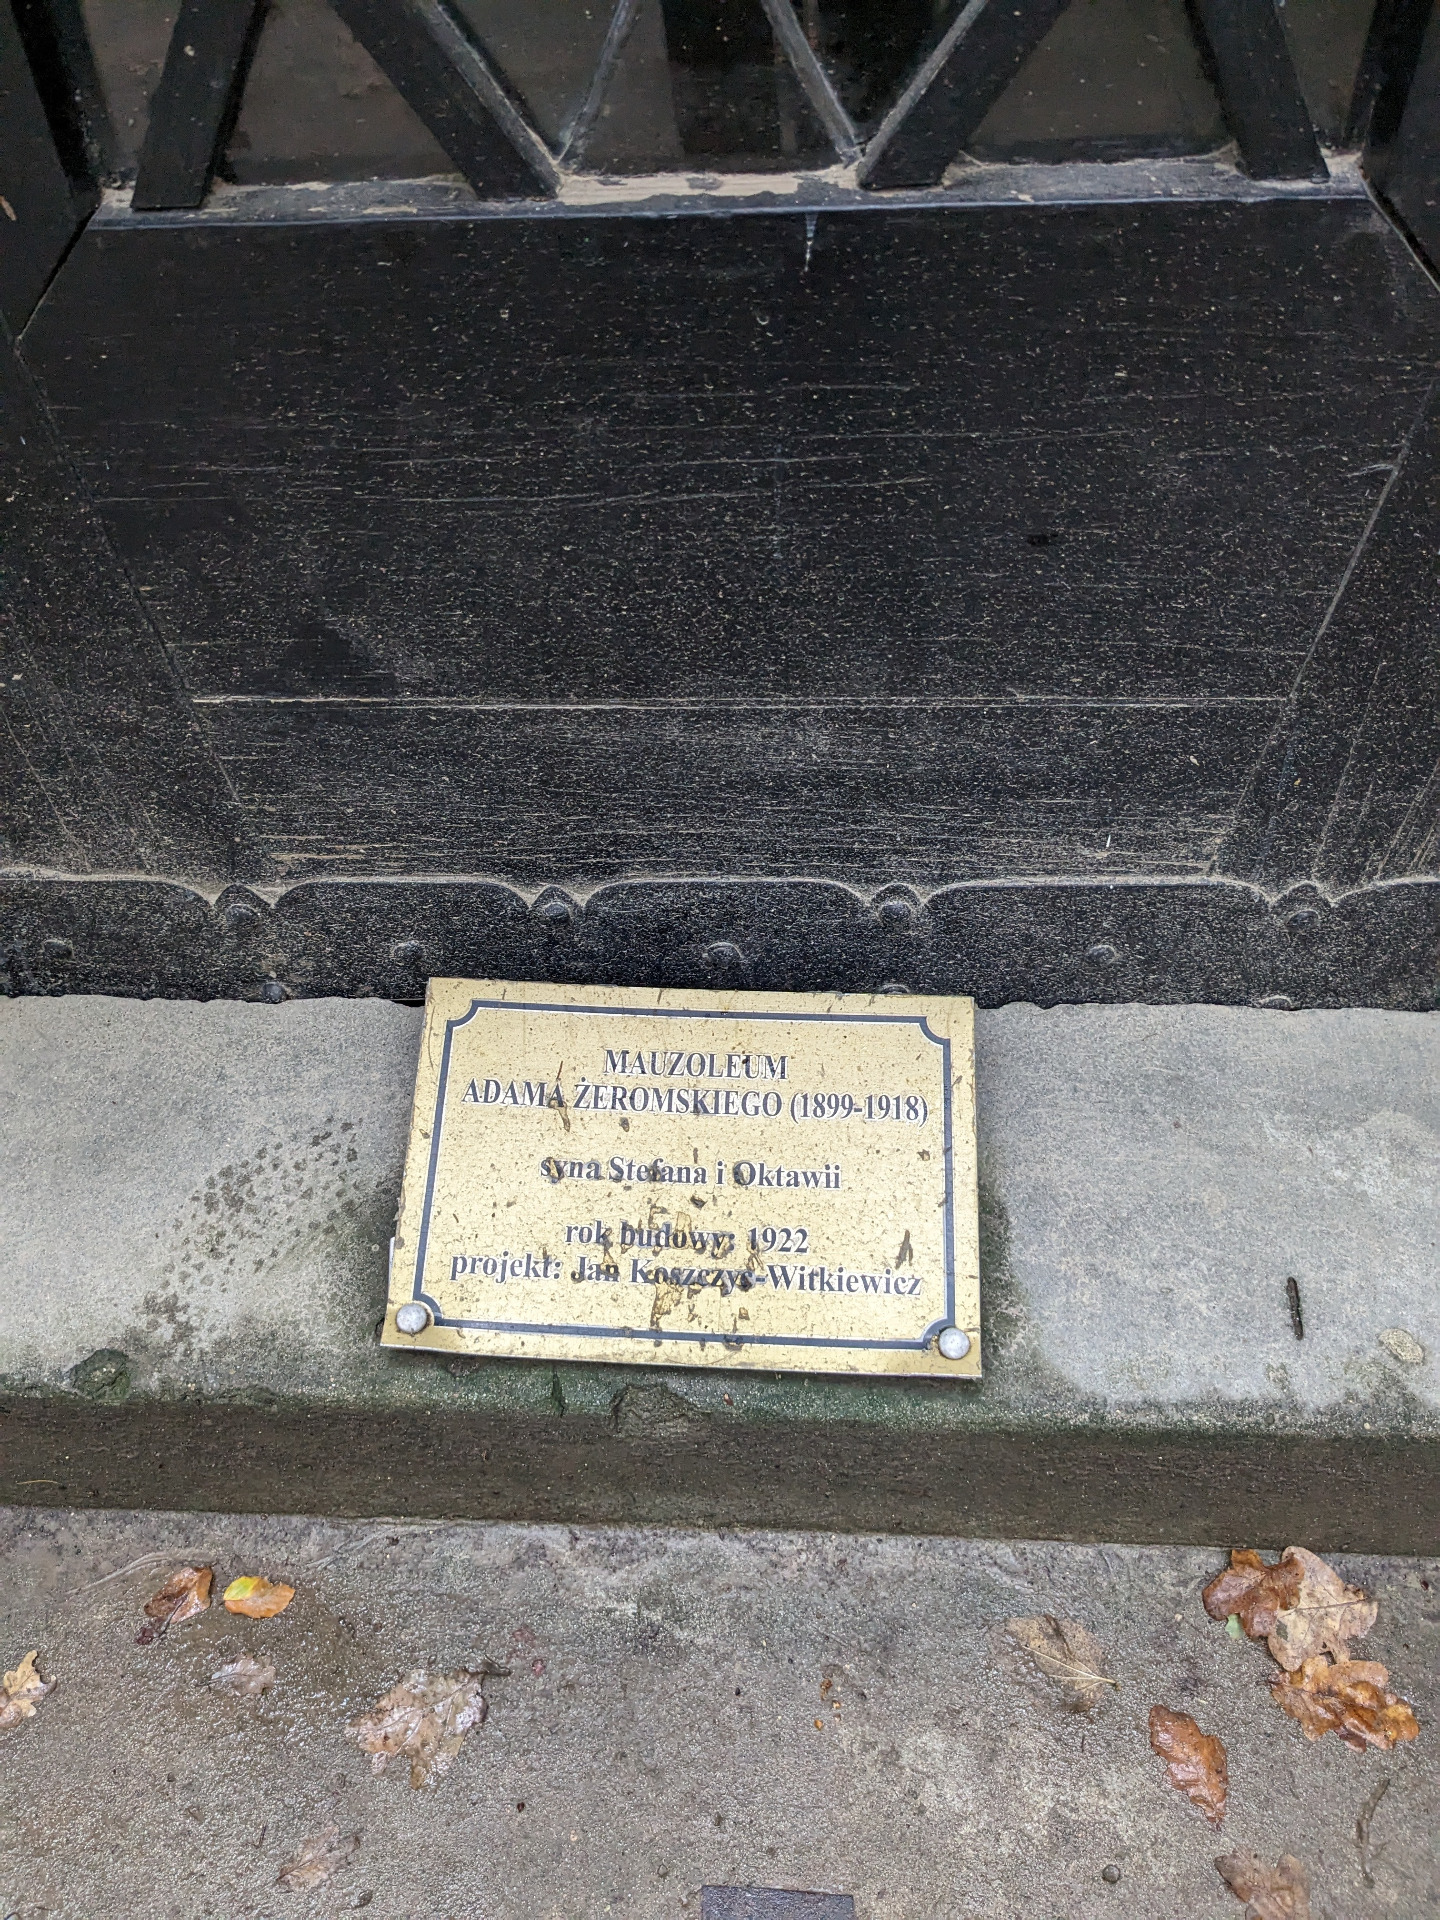 MAUZOLEUM
ADAMA ŻEROMSKIEGO (1899-1918)
syna Stefana i Oktawii
rok budowy: 1922
projekt: Jan Koszczyc-Witkiewicz